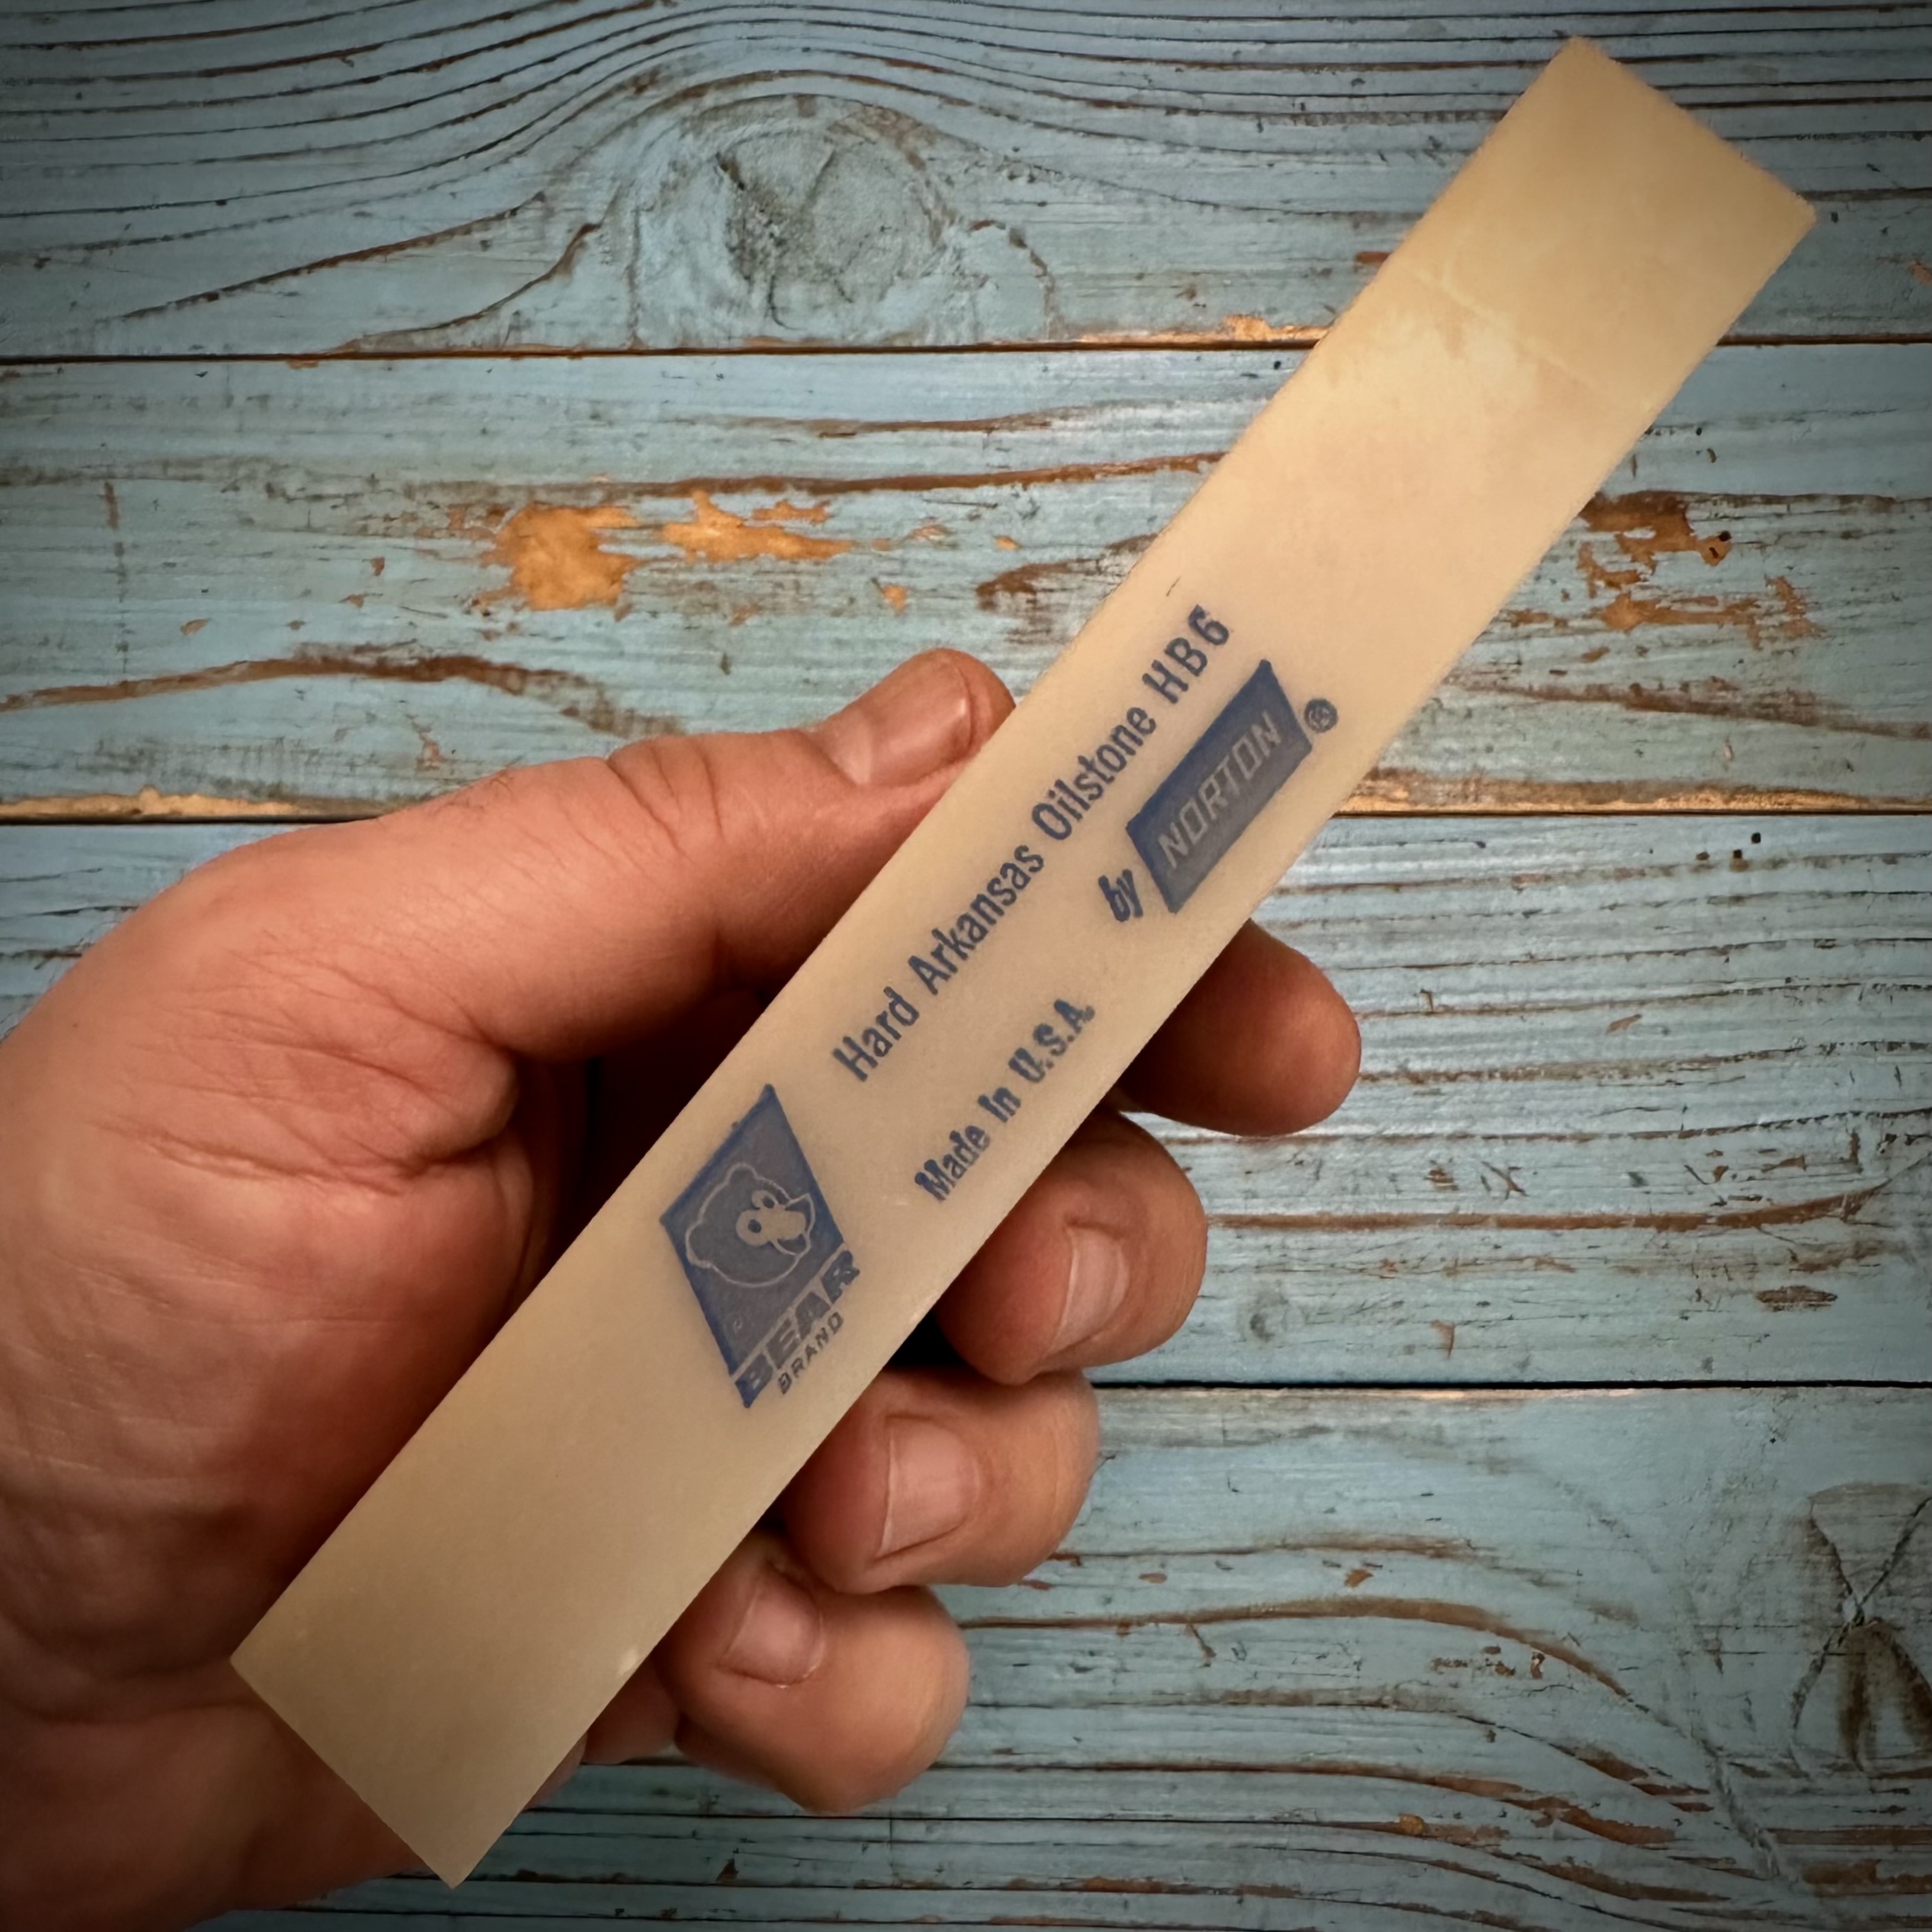 Hard Arkansas Oilstone HB6
by NORTON®
Made In U.S.A.
BEAR
BRAND